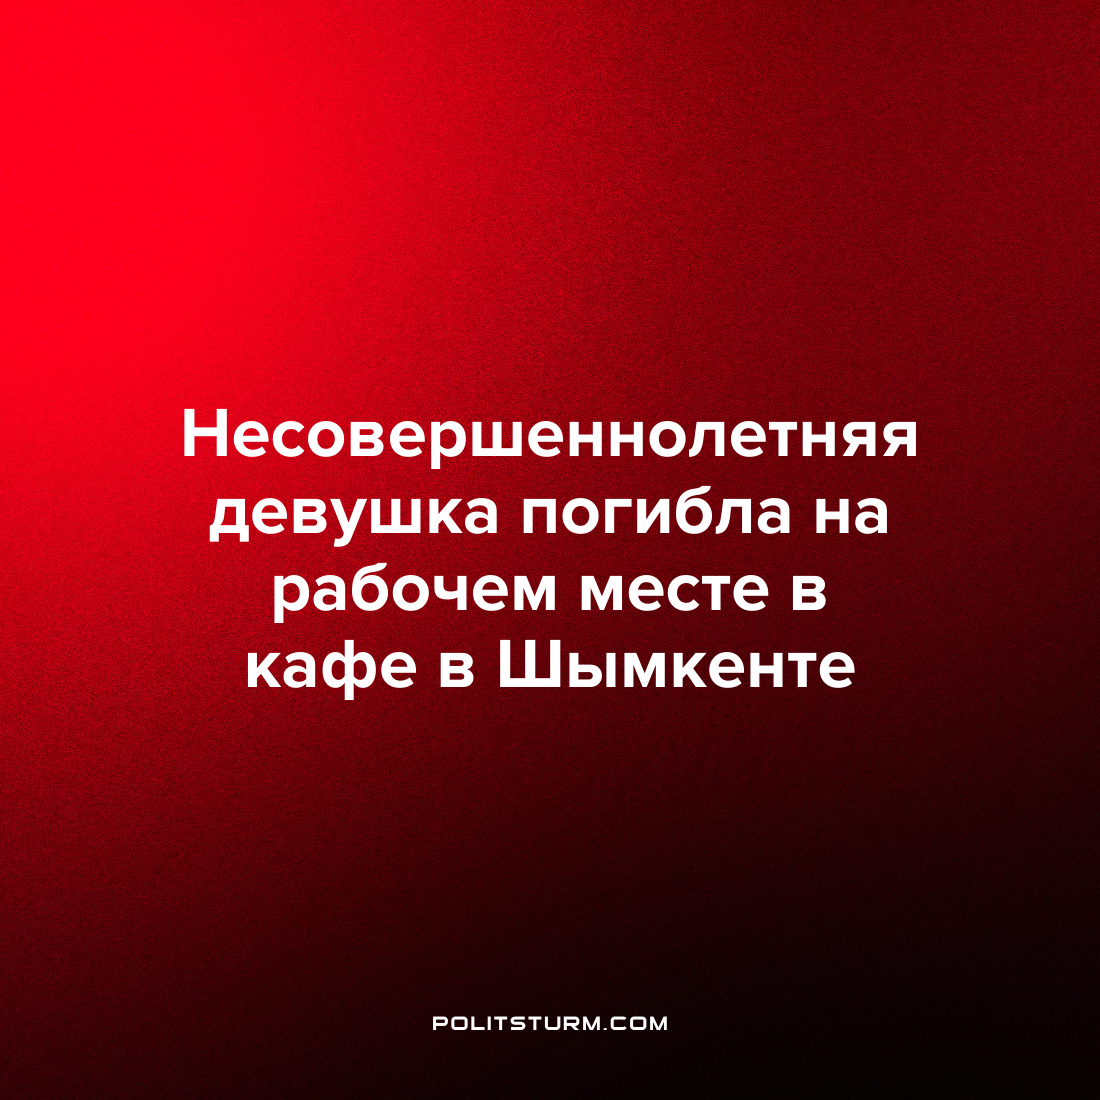 Несовершеннолетняя
девушка погибла на
рабочем месте в
кафе в Шымкенте
POLITSTURM.COM